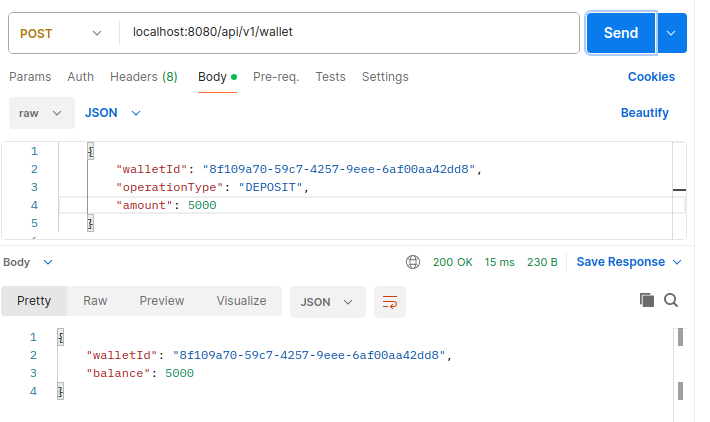 POST localhost:8080/api/v1/wallet Send
Params Auth Headers (8) Body Pre-req. Tests Settings Cookies
raw JSON Beautify
1 {
2 "walletId": "8f109a70-59c7-4257-9eee-6af00aa42dd8",
3 "operationType": "DEPOSIT",
4 "amount": 5000
5 }
Body 200 OK 15 ms 230 B Save Response
Pretty Raw Preview Visualize JSON
1 {
2 "walletId": "8f109a70-59c7-4257-9eee-6af00aa42dd8",
3 "balance": 5000
4 }